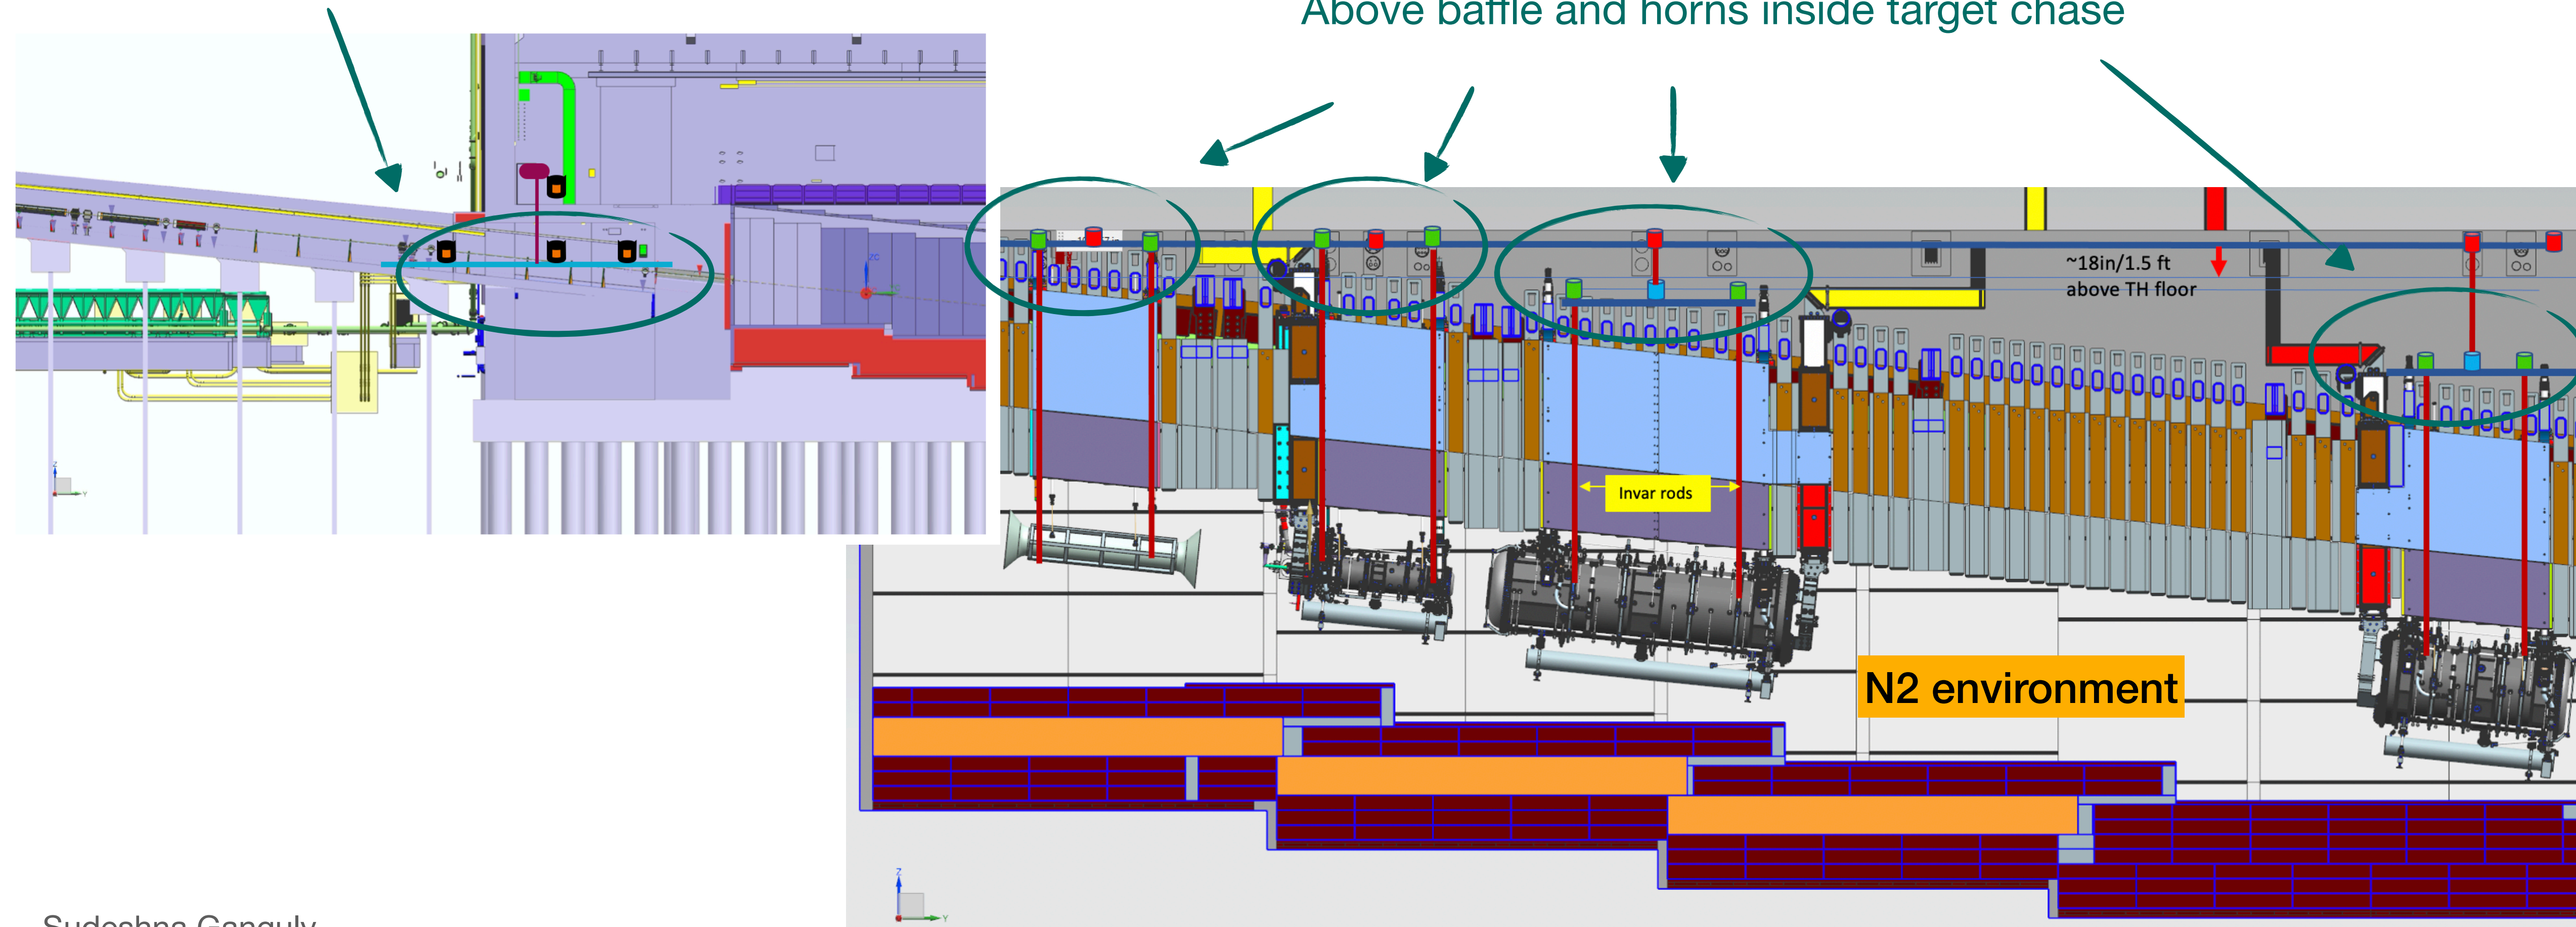 Above baffle and horns inside target chase
~18in/1.5 ft
above TH floor
Invar rods
N2 environment
Z
Y
Sudeshna Ganguly